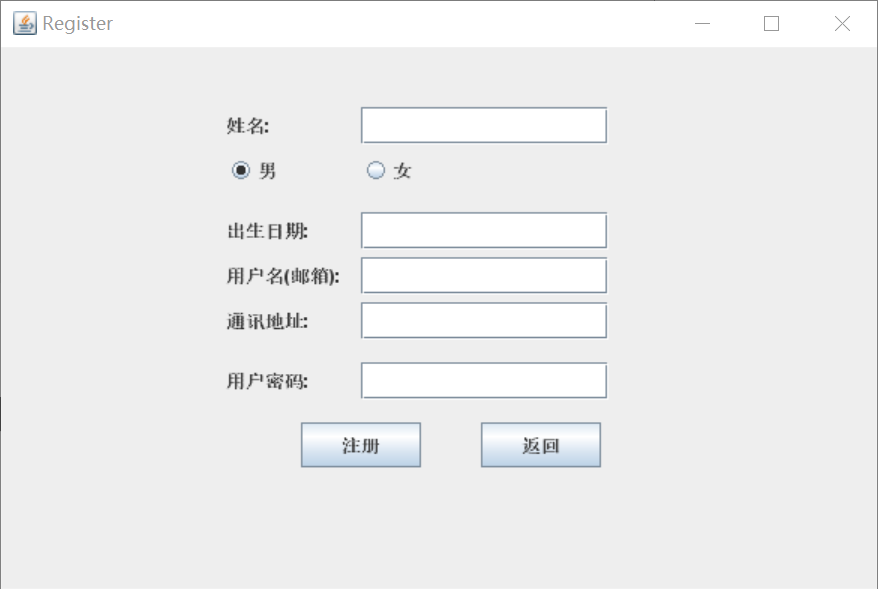 Register
姓名:
男 女
出生日期:
用户名(邮箱):
通讯地址:
用户密码:
注册 返回